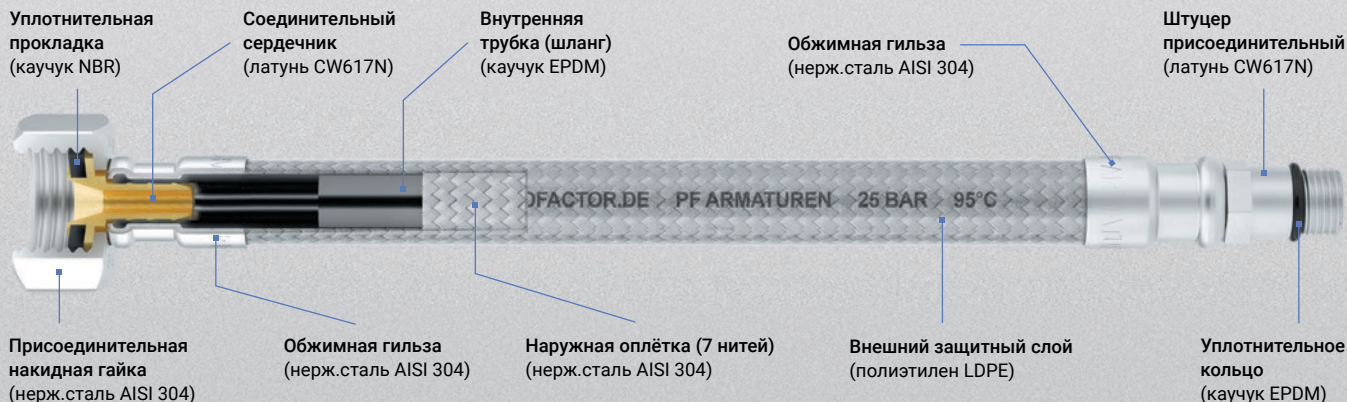 Уплотнительная
прокладка
(каучук NBR)
Соединительный
сердечник
(латунь CW617N)
Внутренняя
трубка (шланг)
(каучук EPDM)
Обжимная гильза
(нерж.сталь AISI 304)
Штуцер
присоединительный
(латунь CW617N)
OFACTOR.DE PF ARMATUREN 25 BAR 95°C
Присоединительная
накидная гайка
(нерж.сталь AISI 304)
Обжимная гильза
(нерж.сталь AISI 304)
Наружная оплётка (7 нитей)
(нерж.сталь AISI 304)
Внешний защитный слой
(полиэтилен LDPE)
Уплотнительное
кольцо
(каучук EPDM)